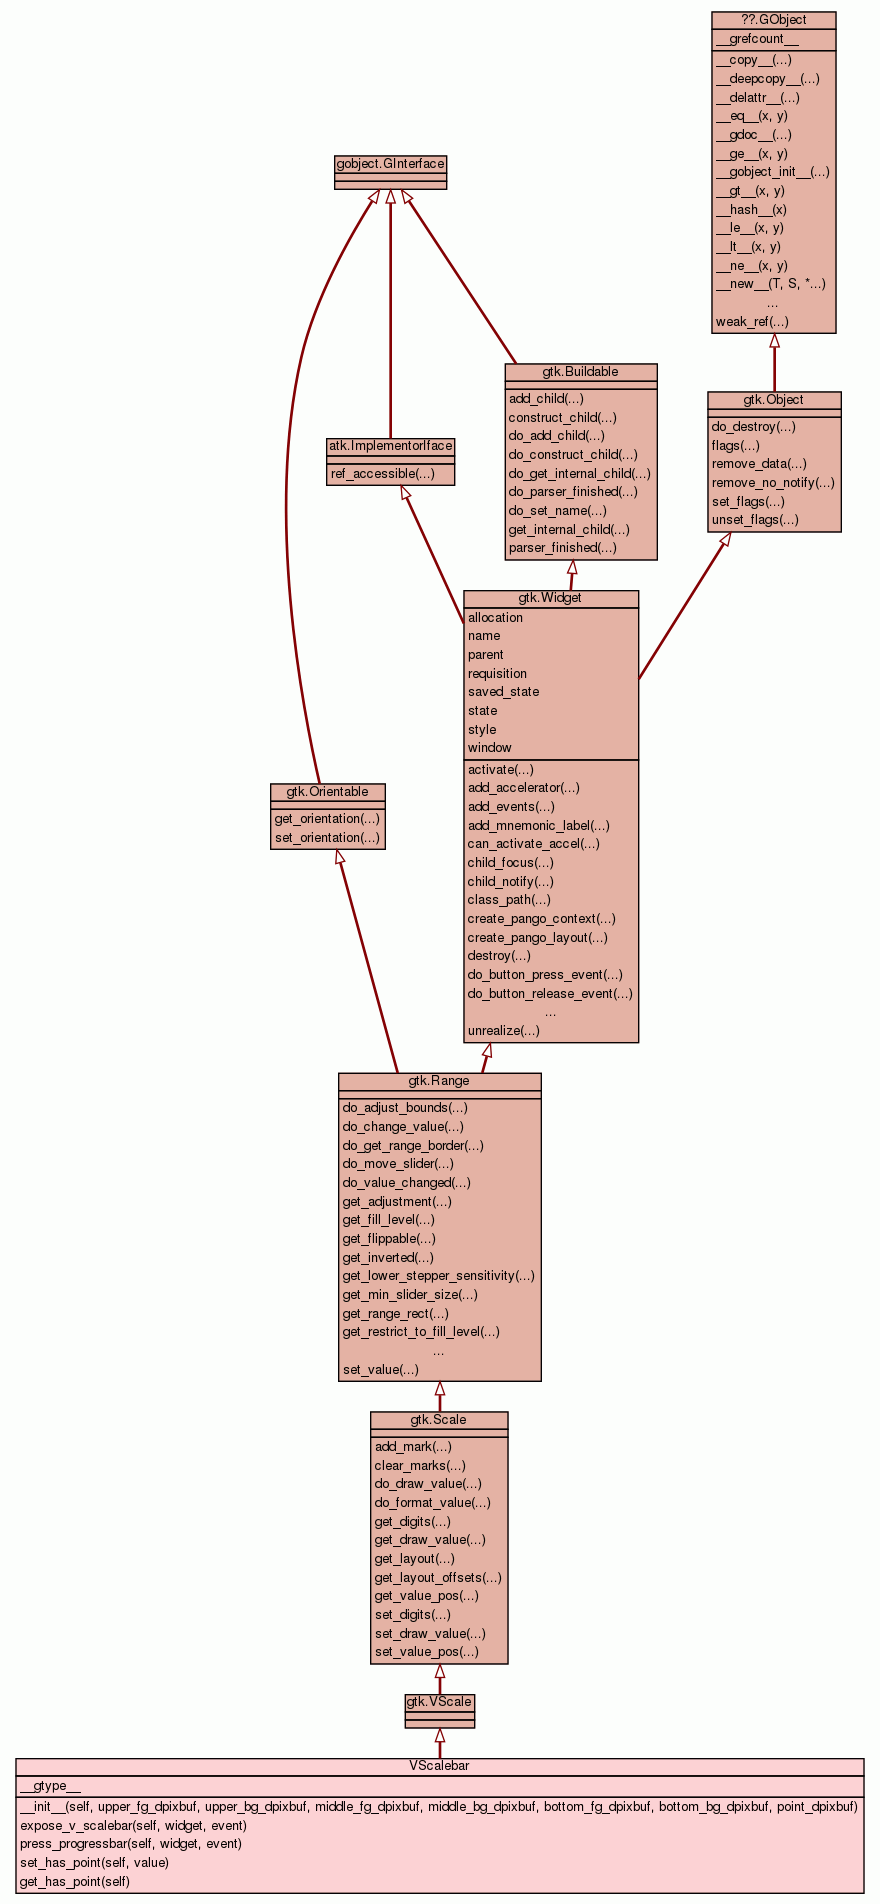 ??.GObject
__grefcount__
__copy__(...)
__deepcopy__(...)
__delattr__(...)
__eq__(x, y)
__gdoc__(...)
__ge__(x, y)
__gobject_init__(...)
__gt__(x, y)
__hash__(x)
__le__(x, y)
__lt__(x, y)
__ne__(x, y)
__new__(T, S, *...)
...
weak_ref(...)
gobject.GInterface
gtk.Buildable
add_child(...)
construct_child(...)
do_add_child(...)
do_construct_child(...)
do_get_internal_child(...)
do_parser_finished(...)
do_set_name(...)
get_internal_child(...)
parser_finished(...)
gtk.Object
do_destroy(...)
flags(...)
remove_data(...)
remove_no_notify(...)
set_flags(...)
unset_flags(...)
atk.ImplementorIface
ref_accessible(...)
gtk.Widget
allocation
name
parent
requisition
saved_state
state
style
window
activate(...)
add_accelerator(...)
add_events(...)
add_mnemonic_label(...)
can_activate_accel(...)
child_focus(...)
child_notify(...)
class_path(...)
create_pango_context(...)
create_pango_layout(...)
destroy(...)
do_button_press_event(...)
do_button_release_event(...)
...
unrealize(...)
gtk.Orientable
get_orientation(...)
set_orientation(...)
gtk.Range
do_adjust_bounds(...)
do_change_value(...)
do_get_range_border(...)
do_move_slider(...)
do_value_changed(...)
get_adjustment(...)
get_fill_level(...)
get_flippable(...)
get_inverted(...)
get_lower_stepper_sensitivity(...)
get_min_slider_size(...)
get_range_rect(...)
get_restrict_to_fill_level(...)
...
set_value(...)
gtk.Scale
add_mark(...)
clear_marks(...)
do_draw_value(...)
do_format_value(...)
get_digits(...)
get_draw_value(...)
get_layout(...)
get_layout_offsets(...)
get_value_pos(...)
set_digits(...)
set_draw_value(...)
set_value_pos(...)
gtk.VScale
VScalebar
__gtype__
__init__(self, upper_fg_dpixbuf, upper_bg_dpixbuf, middle_fg_dpixbuf, middle_bg_dpixbuf, bottom_fg_dpixbuf, bottom_bg_dpixbuf, point_dpixbuf)
expose_v_scalebar(self, widget, event)
press_progressbar(self, widget, event)
set_has_point(self, value)
get_has_point(self)